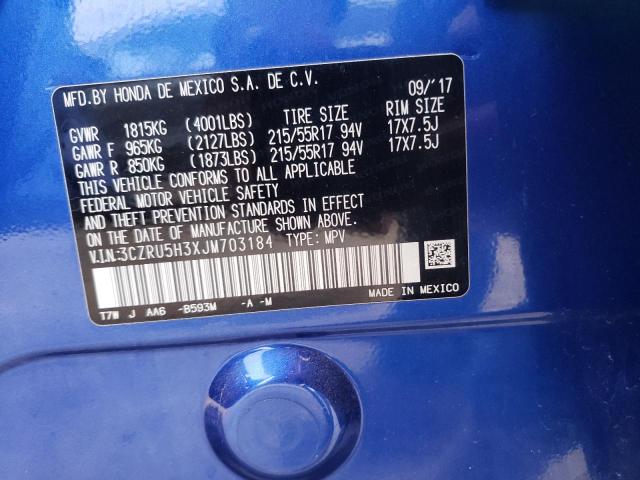 MFD.BY HONDA DE MEXICO S.A. DE C.V. 09/'17
TIRE SIZE RIM SIZE
GVWR 1815KG (4001LBS)
GAWR F 965KG (2127LBS) 215/55R17 94V 17X7.5J
GAWR R 850KG (1873LBS) 215/55R17 94V 17X7.5J
THIS VEHICLE CONFORMS TO ALL APPLICABLE
FEDERAL MOTOR VEHICLE SAFETY
AND THEFT PREVENTION STANDARDS IN EFFECT
ON THE DATE OF MANUFACTURE SHOWN ABOVE.
V.I.N:3CZRU5H3XJM703184 TYPE: MPV
T7W J AA6 -B593M -A -M MADE IN MEXICO